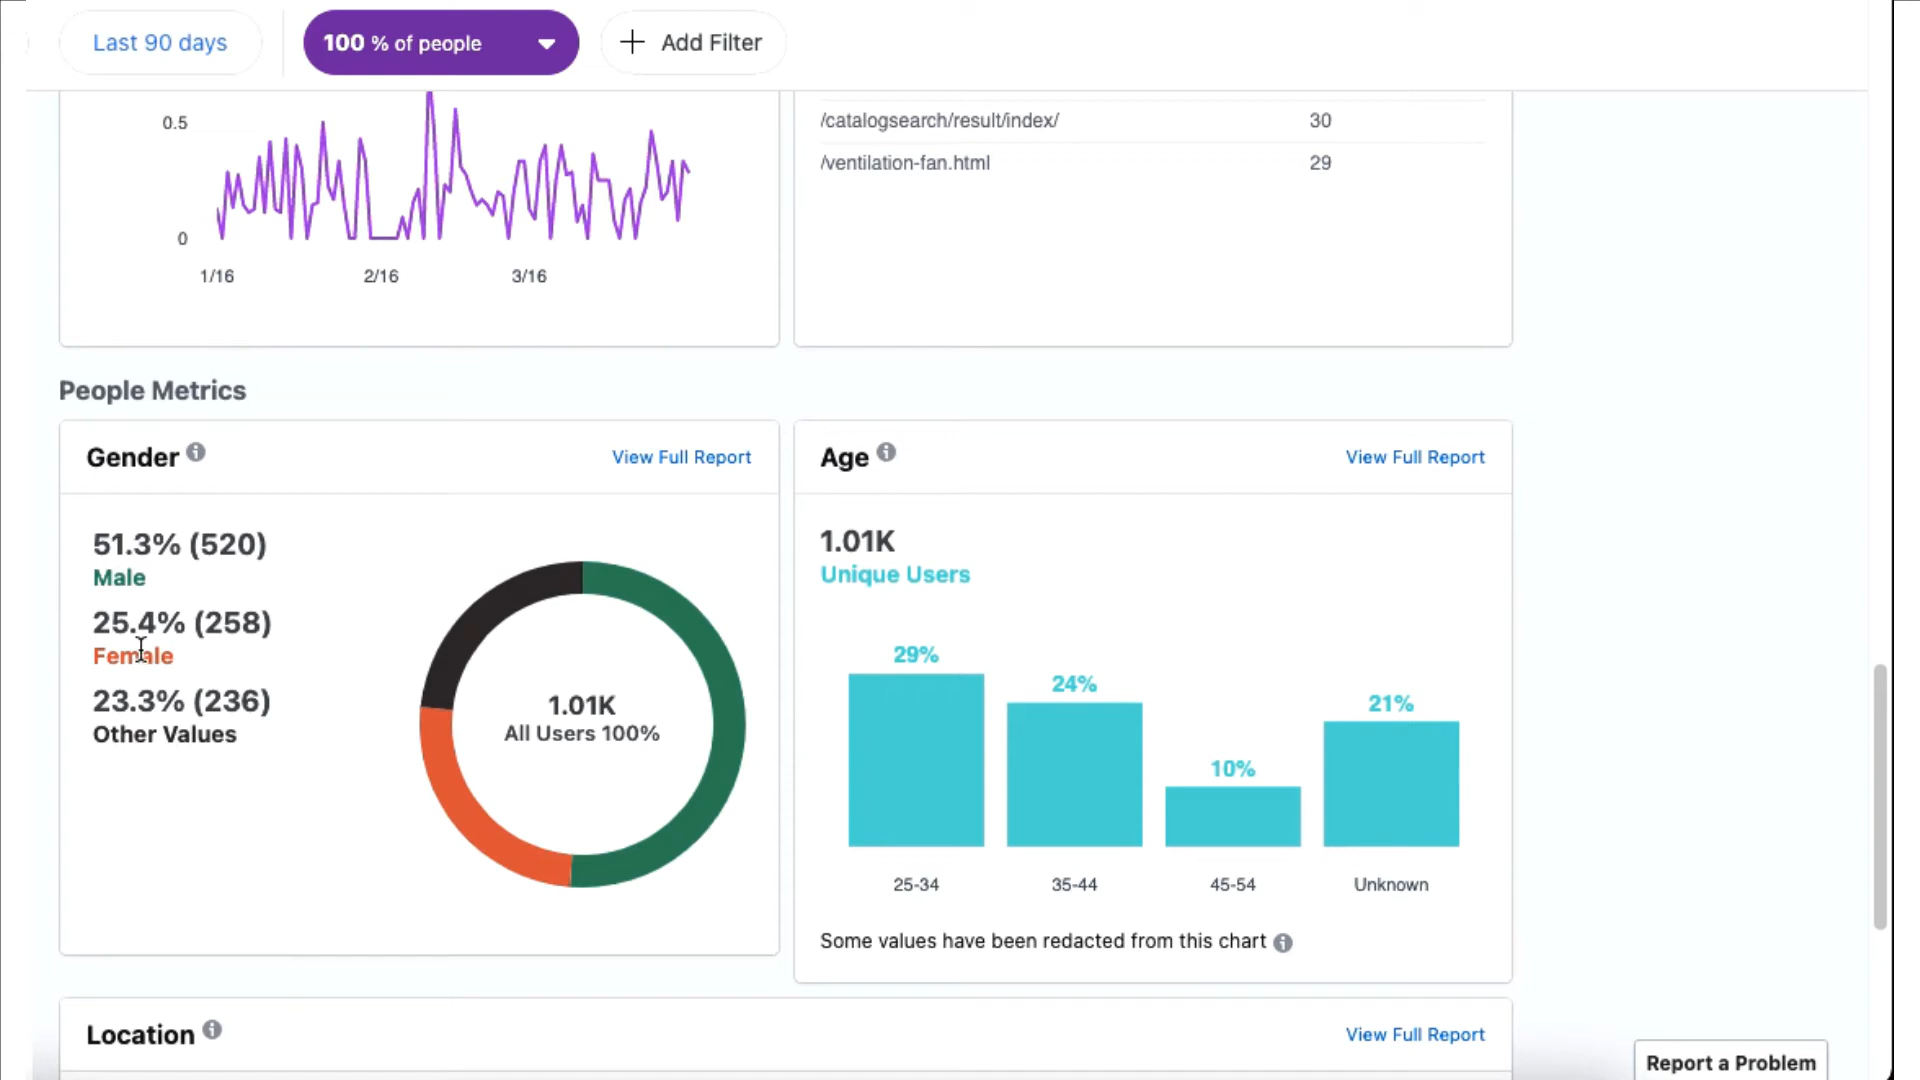 Last 90 days
100 % of people
Add Filter
0.5
0
1/16
2/16
3/16
/catalogsearch/result/index/
30
/ventilation-fan.html
29
People Metrics
Gender
View Full Report
51.3% (520)
Male
25.4% (258)
Female
23.3% (236)
Other Values
1.01K
All Users 100%
Age
View Full Report
1.01K
Unique Users
29%
24%
10%
21%
25-34
35-44
45-54
Unknown
Some values have been redacted from this chart
Location
View Full Report
Report a Problem